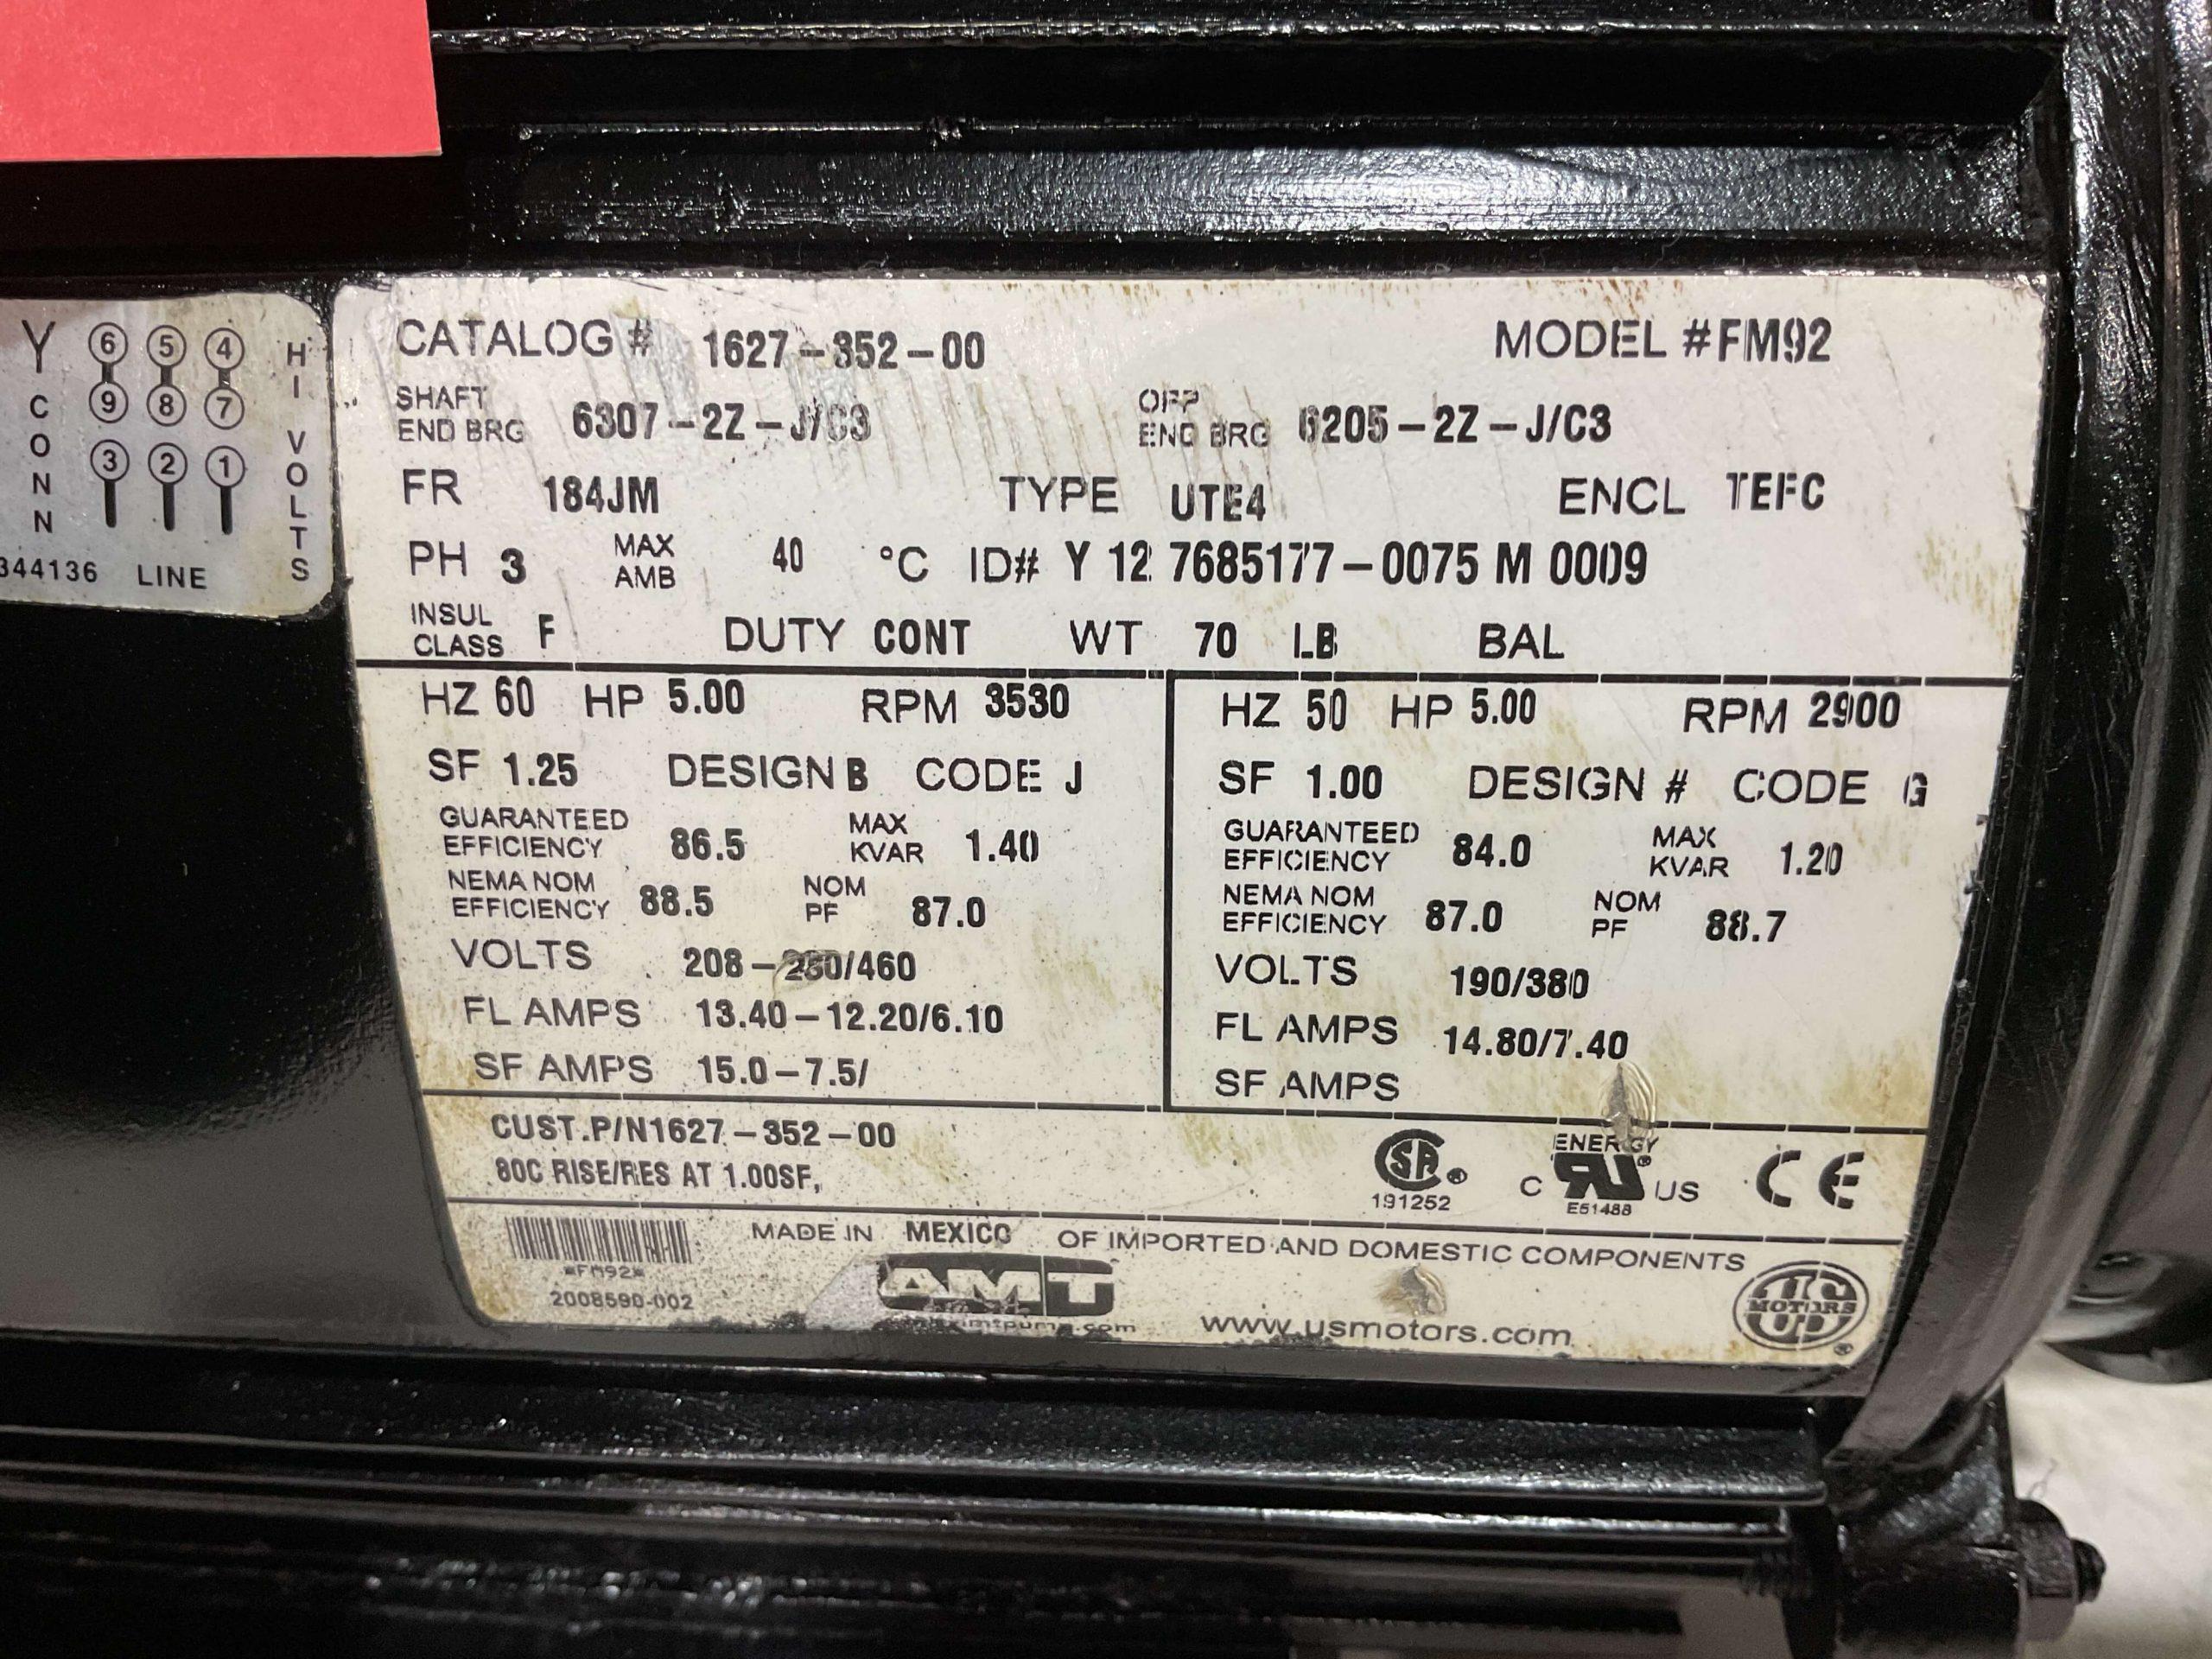 Y CONN
6 5 4
9 8 7
3 2 1
HI VOLTS
344136 LINE
CATALOG # 1627-352-00 MODEL #FM92
SHAFT END BRG 6307-2Z-J/C3 OPP END BRG 6205-2Z-J/C3
FR 184JM TYPE UTE4 ENCL TEFC
PH 3 MAX AMB 40 °C ID# Y 12 7685177-0075 M 0009
INSUL CLASS F DUTY CONT WT 70 LB BAL
HZ 60 HP 5.00 RPM 3530
SF 1.25 DESIGN B CODE J
GUARANTEED EFFICIENCY 86.5 MAX KVAR 1.40
NEMA NOM EFFICIENCY 88.5 NOM PF 87.0
VOLTS 208-230/460
FL AMPS 13.40-12.20/6.10
SF AMPS 15.0-7.5/
HZ 50 HP 5.00 RPM 2900
SF 1.00 DESIGN # CODE G
GUARANTEED EFFICIENCY 84.0 MAX KVAR 1.20
NEMA NOM EFFICIENCY 87.0 NOM PF 88.7
VOLTS 190/380
FL AMPS 14.80/7.40
SF AMPS
CUST.P/N1627-352-00
80C RISE/RES AT 1.00SF,
SA ®
191252
ENERGY
C RU ® US
E51488
CE
MADE IN MEXICO OF IMPORTED AND DOMESTIC COMPONENTS
*FM92*
2008590-002
AMT
www.usmotors.com
US MOTORS ®